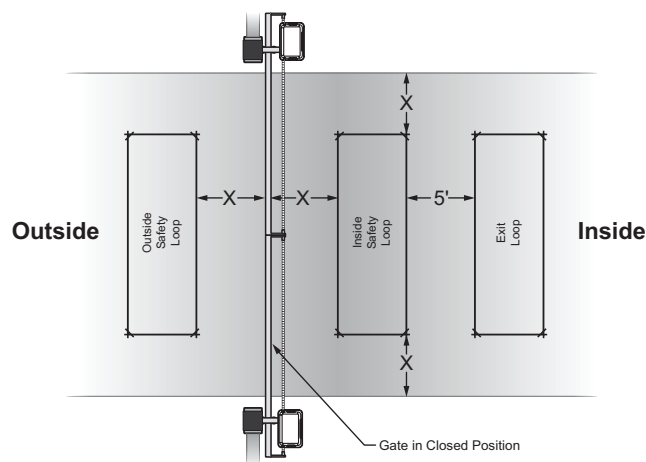 X
Outside
Outside
Safety
Loop
X
X
Inside
Safety
Loop
5'
Exit
Loop
Inside
X
Gate in Closed Position